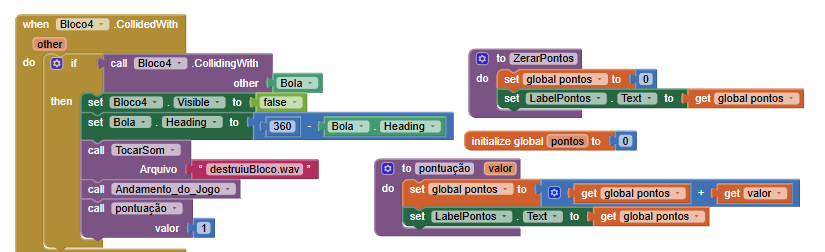 when Bloco4 .CollidedWith
other
do if call Bloco4 .CollidingWith
other Bola
then set Bloco4 . Visible to false
set Bola . Heading to 360 - Bola . Heading
call TocarSom
Arquivo " destruiuBloco.wav "
call Andamento_do_Jogo
call pontuação
valor 1
to ZerarPontos
do set global pontos to 0
set LabelPontos . Text to get global pontos
initialize global pontos to 0
to pontuação valor
do set global pontos to get global pontos + get valor
set LabelPontos . Text to get global pontos